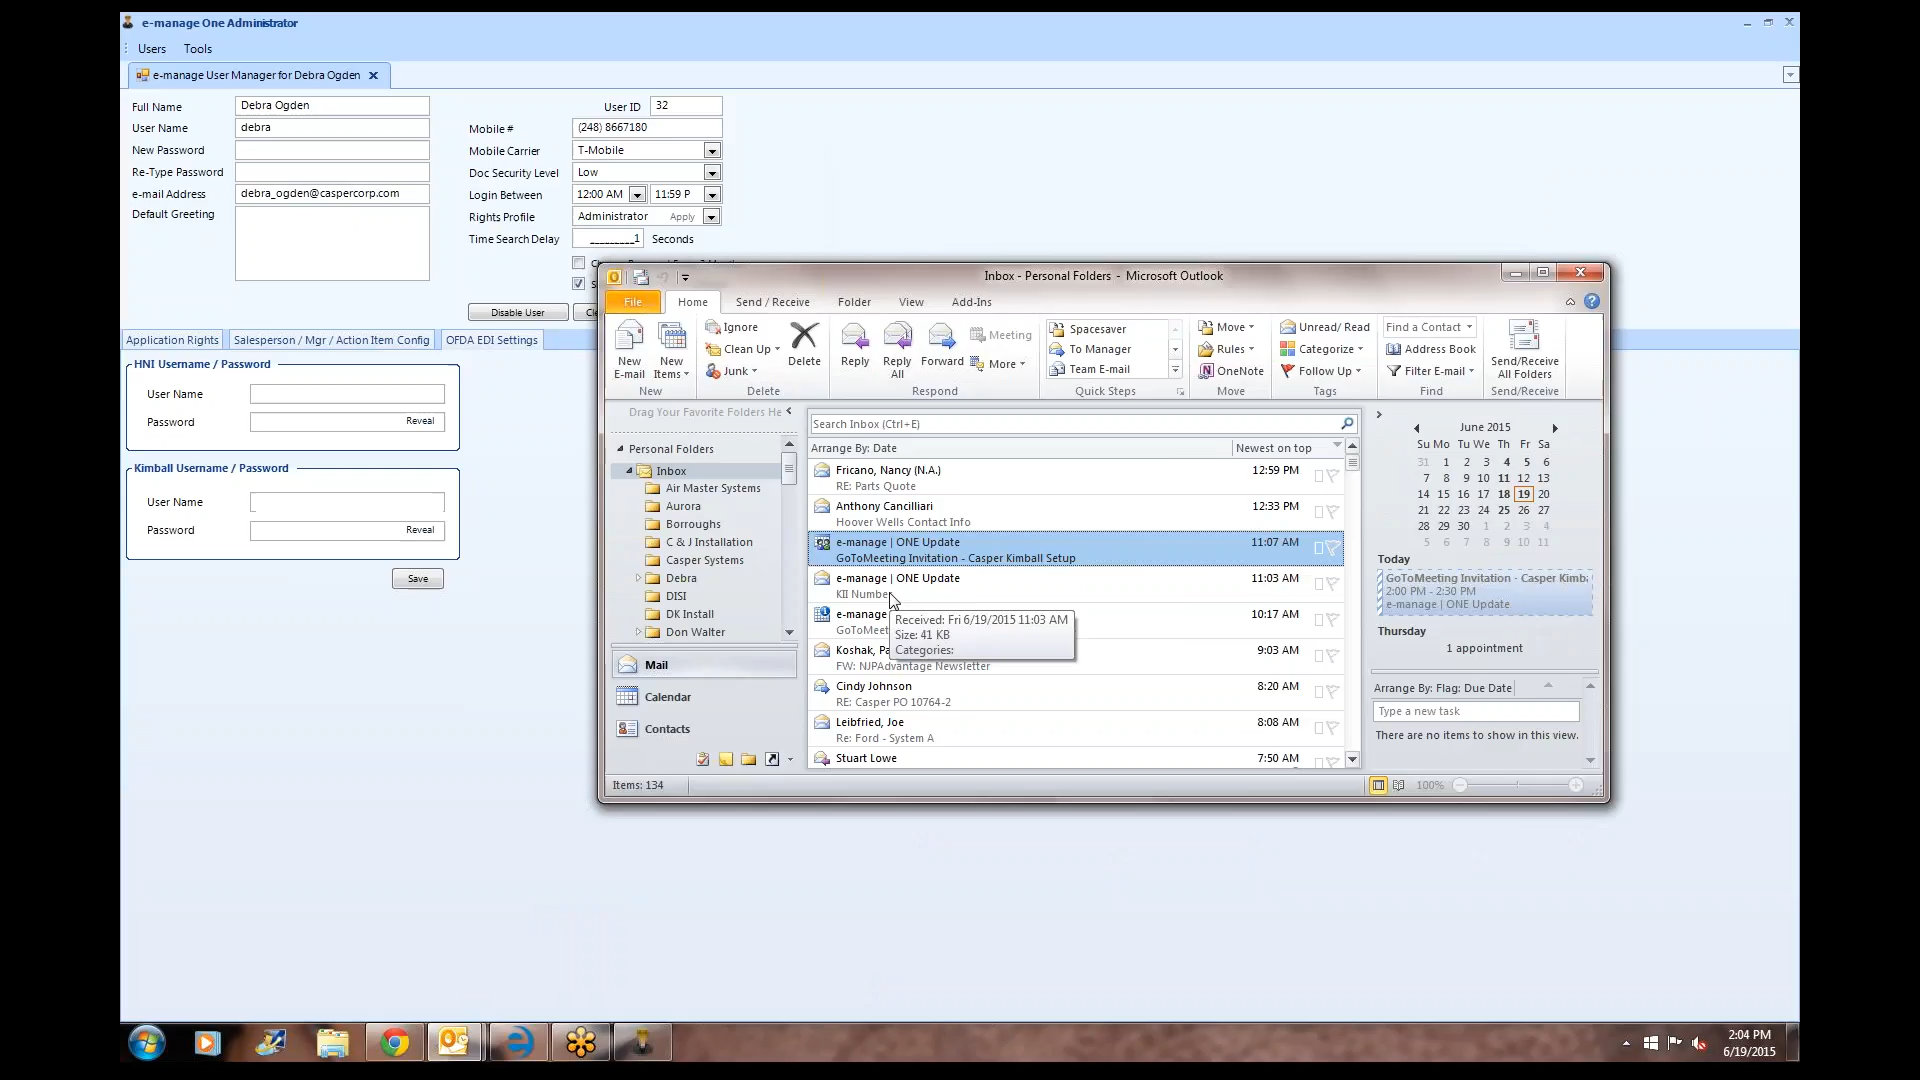 e-manage One Administrator
Users Tools
e-manage User Manager for Debra Ogden
Full Name Debra Ogden User ID 32
User Name debra Mobile # (248) 8667180
New Password Mobile Carrier T-Mobile
Re-Type Password Doc Security Level Low
e-mail Address debra_ogden@caspercorp.com Login Between 12:00 AM 11:59 P
Default Greeting Rights Profile Administrator Apply
Time Search Delay _________1 Seconds
Disable User
Application Rights Salesperson / Mgr / Action Item Config OFDA EDI Settings
HNI Username / Password
User Name
Password Reveal
Kimball Username / Password
User Name
Password Reveal
Save
Inbox - Personal Folders - Microsoft Outlook
File Home Send / Receive Folder View Add-Ins
Ignore
Clean Up
Junk
New E-mail
New Items
Delete
Reply
Reply All
Forward
Meeting
More
Spacesaver
To Manager
Team E-mail
Move
Rules
OneNote
Unread/ Read
Categorize
Follow Up
Find a Contact
Address Book
Filter E-mail
Send/Receive All Folders
New Delete Respond Quick Steps Move Tags Find Send/Receive
Drag Your Favorite Folders He
Personal Folders
Inbox
Air Master Systems
Aurora
Borroughs
C & J Installation
Casper Systems
Debra
DISI
DK Install
Don Walter
Mail
Calendar
Contacts
Items: 134
Search Inbox (Ctrl+E)
Arrange By: Date Newest on top
Fricano, Nancy (N.A.) 12:59 PM
RE: Parts Quote
Anthony Cancilliari 12:33 PM
Hoover Wells Contact Info
e-manage | ONE Update 11:07 AM
GoToMeeting Invitation - Casper Kimball Setup
e-manage | ONE Update 11:03 AM
KII Number
e-manage 10:17 AM
GoToMeet
Received: Fri 6/19/2015 11:03 AM
Size: 41 KB
Categories:
Koshak, Pa 9:03 AM
FW: NJPAdvantage Newsletter
Cindy Johnson 8:20 AM
RE: Casper PO 10764-2
Leibfried, Joe 8:08 AM
Re: Ford - System A
Stuart Lowe 7:50 AM
June 2015
Su Mo Tu We Th Fr Sa
31 1 2 3 4 5 6
7 8 9 10 11 12 13
14 15 16 17 18 19 20
21 22 23 24 25 26 27
28 29 30 1 2 3 4
5 6 7 8 9 10 11
Today
GoToMeeting Invitation - Casper Kimba
2:00 PM - 2:30 PM
e-manage | ONE Update
Thursday
1 appointment
Arrange By: Flag: Due Date
Type a new task
There are no items to show in this view.
100%
2:04 PM
6/19/2015